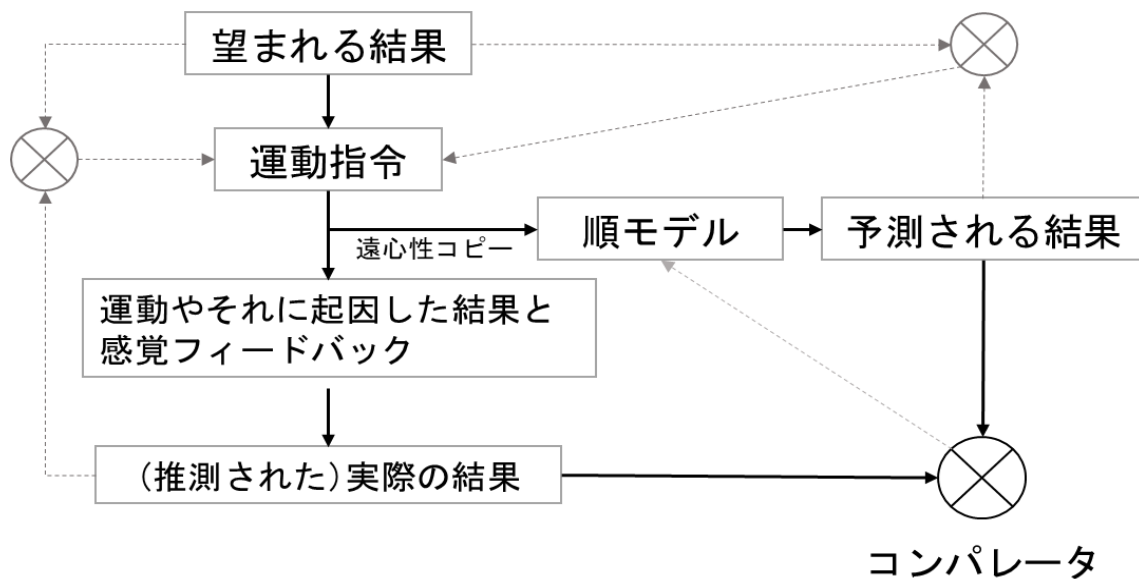 望まれる結果
運動指令
順モデル
予測される結果
遠心性コピー
運動やそれに起因した結果と
感覚フィードバック
(推測された)実際の結果
コンパレータ